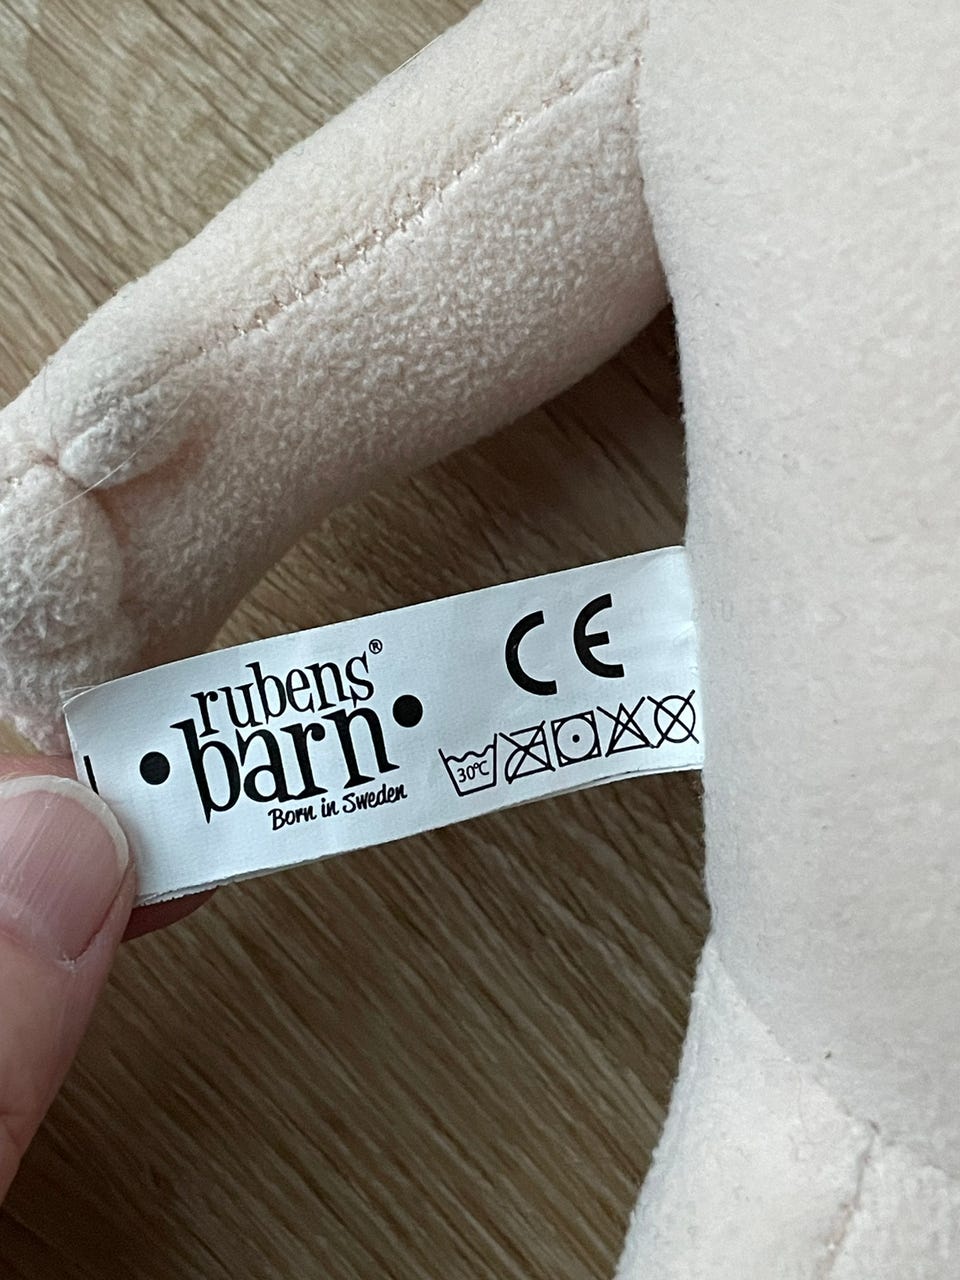 rubens®
• barn •
Born in Sweden
CE
30°C